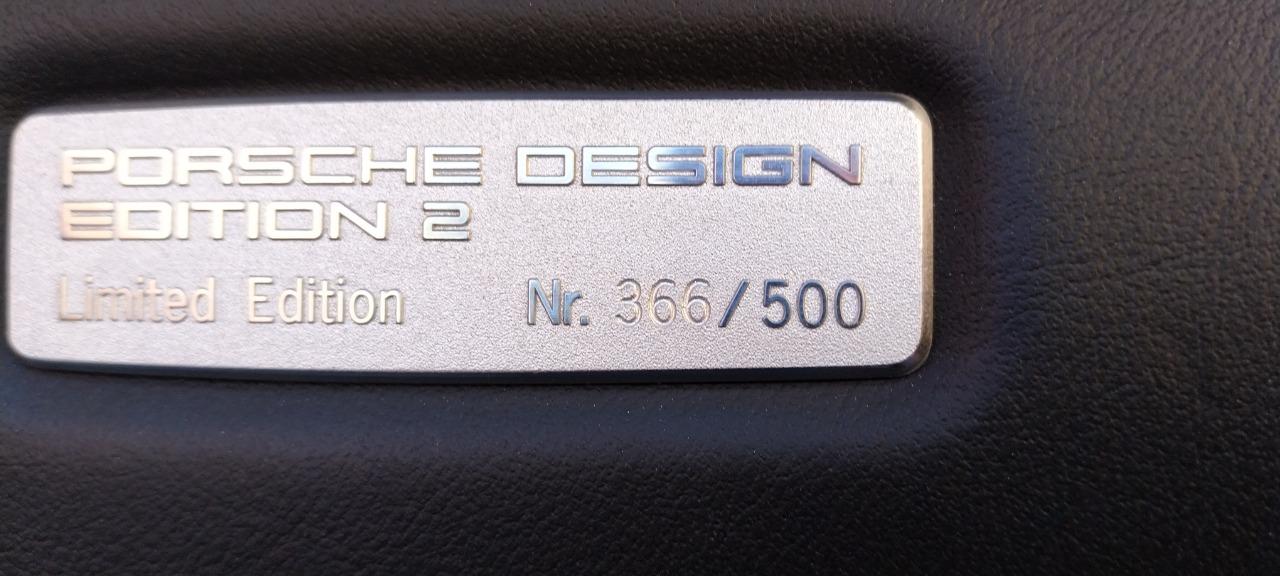 PORSCHE DESIGN
EDITION 2
Limited Edition Nr. 366/500